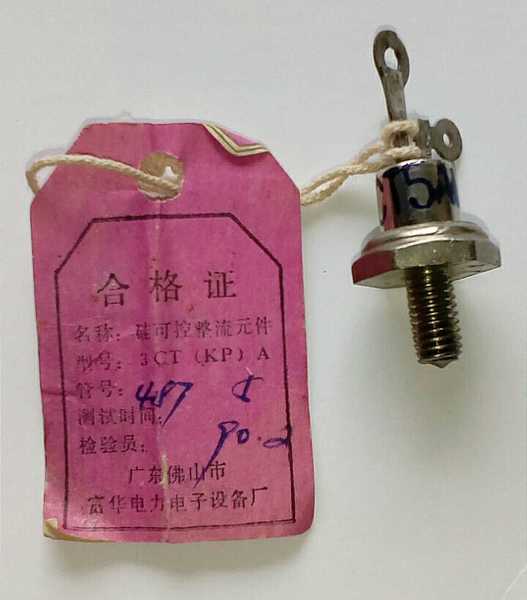 合格证
名称: 硅可控整流元件
型号: 3CT (KP) A
管号: 487 5
测试时间: 90.2
检验员:
广东佛山市
富华电力电子设备厂
CT5A